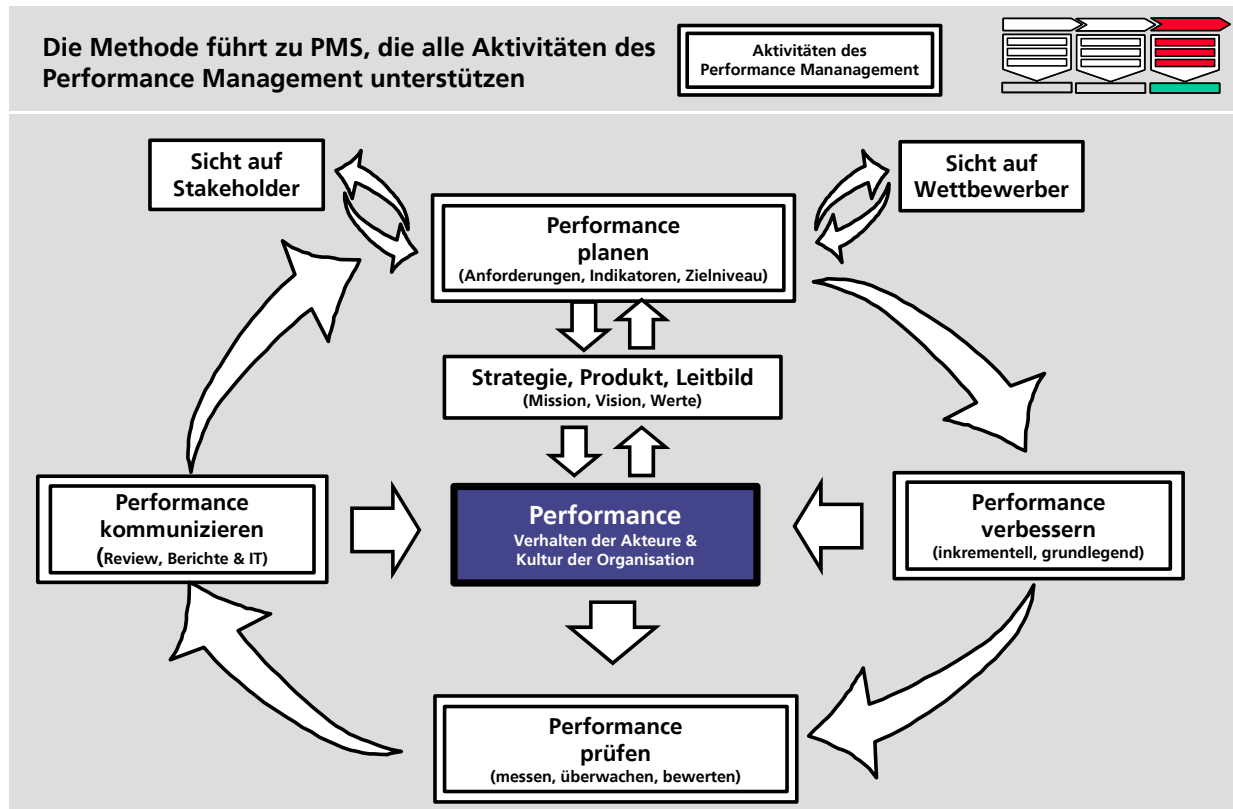 Die Methode führt zu PMS, die alle Aktivitäten des
Performance Management unterstützen
Aktivitäten des
Performance Mananagement
Sicht auf
Stakeholder
Sicht auf
Wettbewerber
Performance
planen
(Anforderungen, Indikatoren, Zielniveau)
Strategie, Produkt, Leitbild
(Mission, Vision, Werte)
Performance
kommunizieren
(Review, Berichte & IT)
Performance
Verhalten der Akteure &
Kultur der Organisation
Performance
verbessern
(inkrementell, grundlegend)
Performance
prüfen
(messen, überwachen, bewerten)